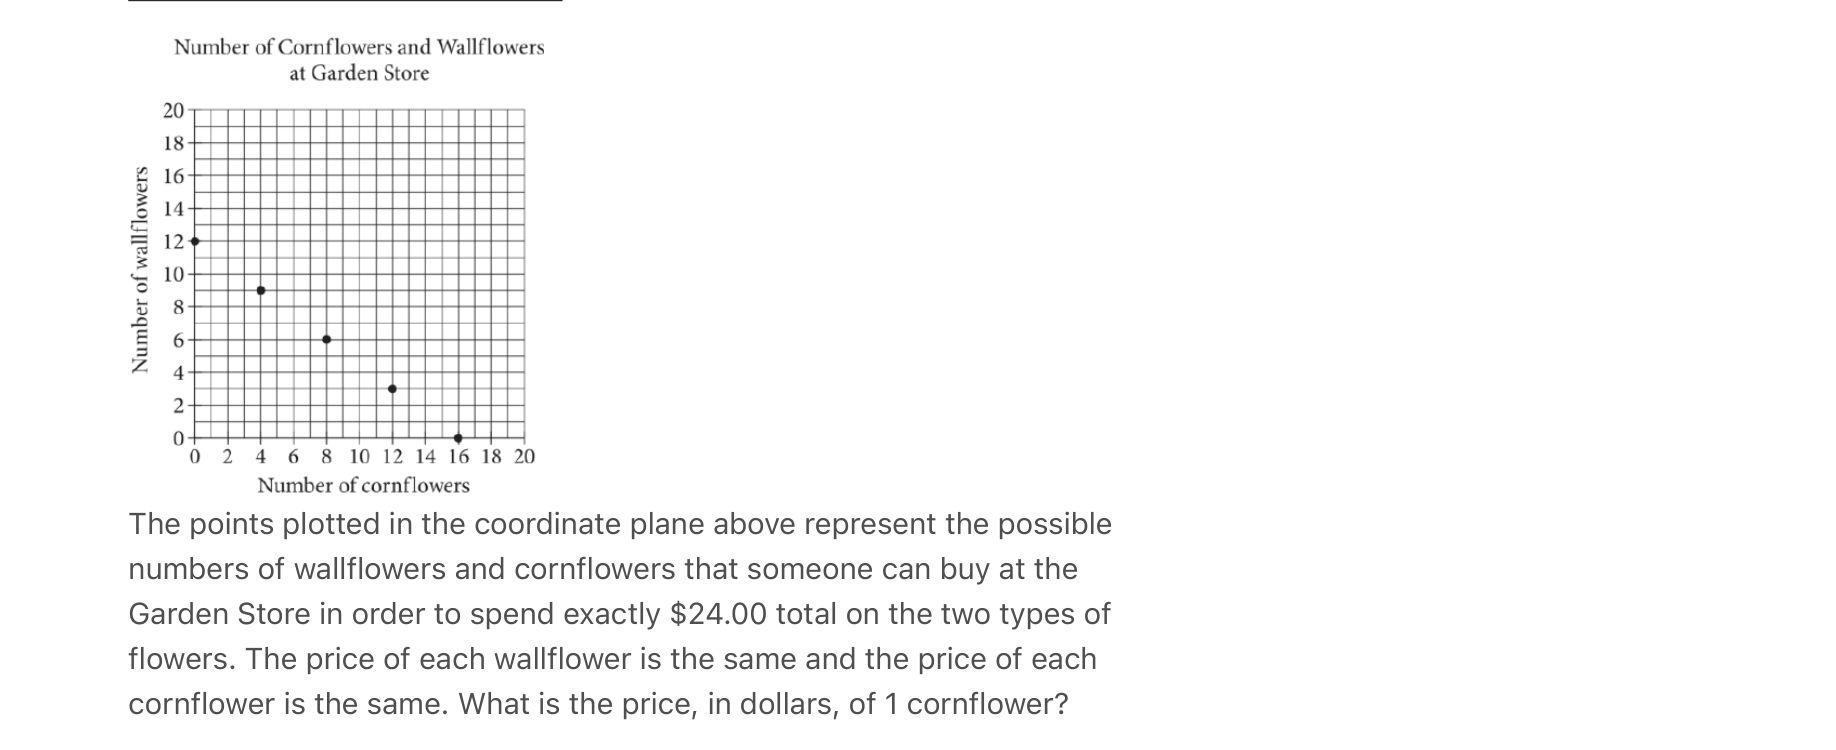 Number of Cornflowers and Wallflowers
at Garden Store
Number of wallflowers
20
18
16
14
12
10
8
6
4
2
0
0 2 4 6 8 10 12 14 16 18 20
Number of cornflowers
The points plotted in the coordinate plane above represent the possible
numbers of wallflowers and cornflowers that someone can buy at the
Garden Store in order to spend exactly $24.00 total on the two types of
flowers. The price of each wallflower is the same and the price of each
cornflower is the same. What is the price, in dollars, of 1 cornflower?